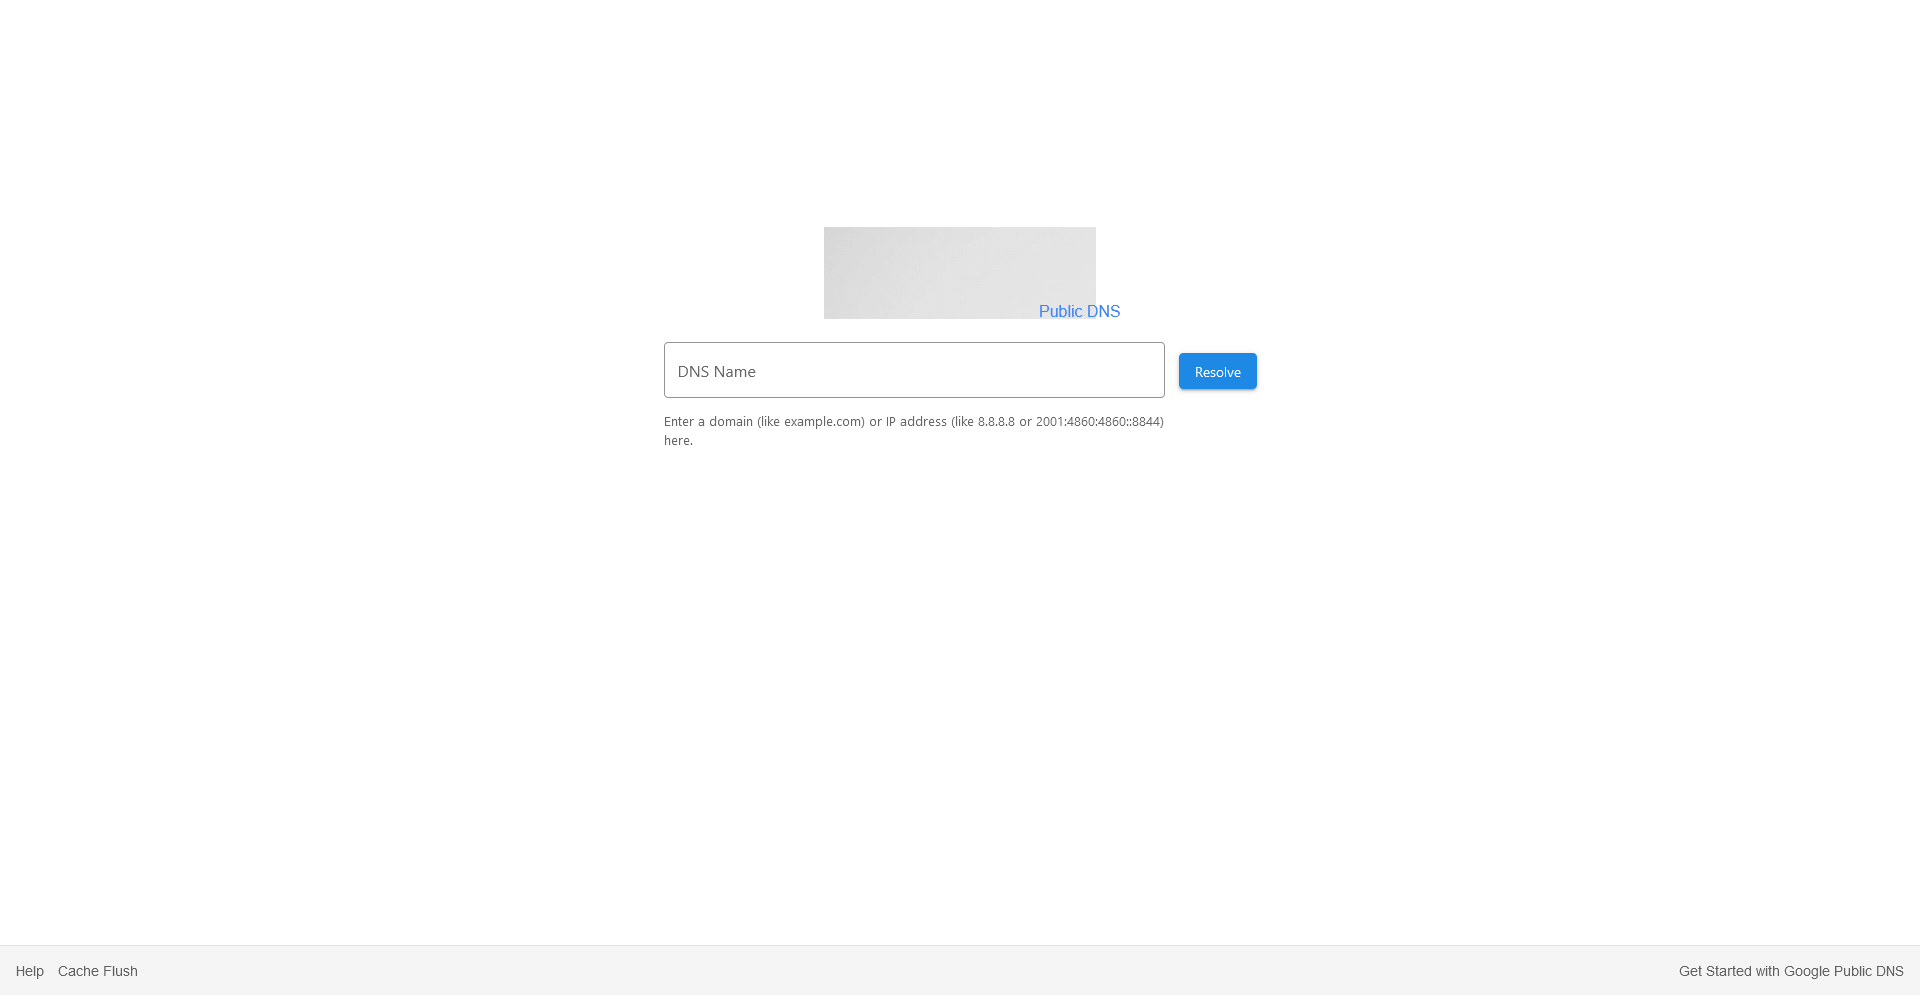 Public DNS
DNS Name
Resolve
Enter a domain (like example.com) or IP address (like 8.8.8.8 or 2001:4860:4860::8844)
here.
Help Cache Flush Get Started with Google Public DNS